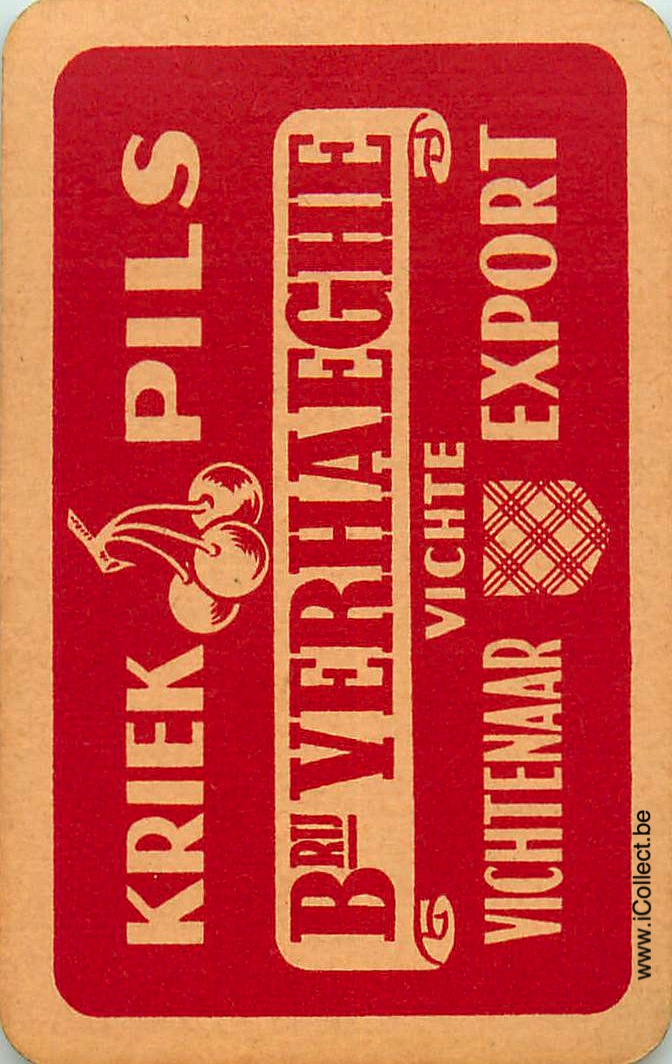 KRIEK PILS
BRIJ VERHAEGHE
VICHTE
VICHTENAAR EXPORT
www.iCollect.be